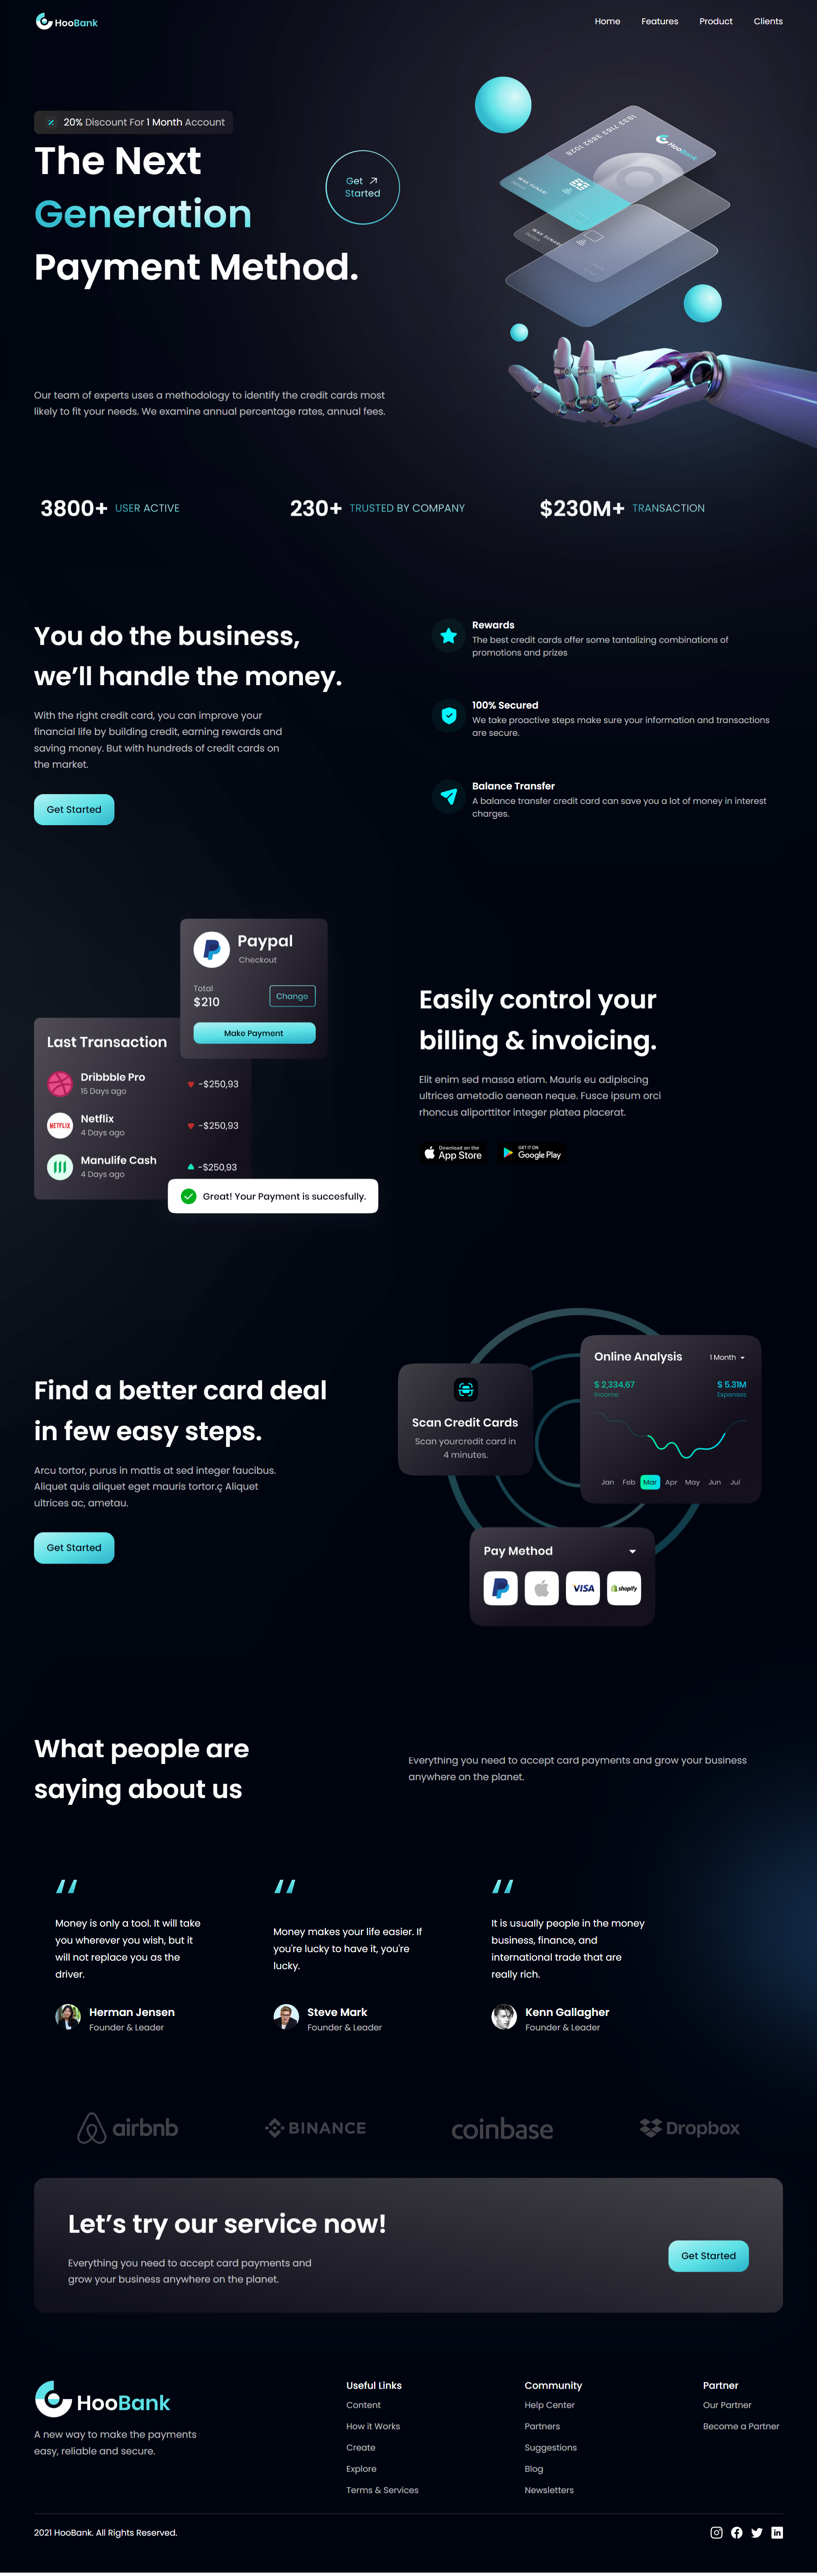 HooBank
Home Features Product Clients
20% Discount For 1 Month Account
The Next
Generation
Payment Method.
Get
Started
1833 7183 3892 1028
HooBank
Our team of experts uses a methodology to identify the credit cards most
likely to fit your needs. We examine annual percentage rates, annual fees.
3800+ USER ACTIVE
230+ TRUSTED BY COMPANY
$230M+ TRANSACTION
You do the business,
we’ll handle the money.
With the right credit card, you can improve your
financial life by building credit, earning rewards and
saving money. But with hundreds of credit cards on
the market.
Get Started
Rewards
The best credit cards offer some tantalizing combinations of
promotions and prizes
100% Secured
We take proactive steps make sure your information and transactions
are secure.
Balance Transfer
A balance transfer credit card can save you a lot of money in interest
charges.
Paypal
Checkout
Total
$210
Change
Make Payment
Last Transaction
Dribbble Pro
15 Days ago
-$250,93
NETFLIX
Netflix
4 Days ago
-$250,93
Manulife Cash
4 Days ago
-$250,93
Great! Your Payment is succesfully.
Easily control your
billing & invoicing.
Elit enim sed massa etiam. Mauris eu adipiscing
ultrices ametodio aenean neque. Fusce ipsum orci
rhoncus aliporttitor integer platea placerat.
Download on the
App Store
GET IT ON
Google Play
Find a better card deal
in few easy steps.
Arcu tortor, purus in mattis at sed integer faucibus.
Aliquet quis aliquet eget mauris tortor.ç Aliquet
ultrices ac, ametau.
Get Started
Scan Credit Cards
Scan yourcredit card in
4 minutes.
Online Analysis
1 Month
$ 2,334,67
Income
$ 5.31M
Expenses
Jan Feb Mar Apr May Jun Jul
Pay Method
VISA
shopify
What people are
saying about us
Everything you need to accept card payments and grow your business
anywhere on the planet.
Money is only a tool. It will take
you wherever you wish, but it
will not replace you as the
driver.
Herman Jensen
Founder & Leader
Money makes your life easier. If
you're lucky to have it, you're
lucky.
Steve Mark
Founder & Leader
It is usually people in the money
business, finance, and
international trade that are
really rich.
Kenn Gallagher
Founder & Leader
airbnb
BINANCE
coinbase
Dropbox
Let’s try our service now!
Everything you need to accept card payments and
grow your business anywhere on the planet.
Get Started
HooBank
A new way to make the payments
easy, reliable and secure.
Useful Links
Content
How it Works
Create
Explore
Terms & Services
Community
Help Center
Partners
Suggestions
Blog
Newsletters
Partner
Our Partner
Become a Partner
2021 HooBank. All Rights Reserved.
in